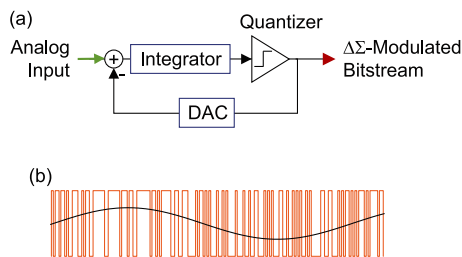 (a)
Quantizer
Analog
Input
+
-
Integrator
ΔΣ-Modulated
Bitstream
DAC
(b)